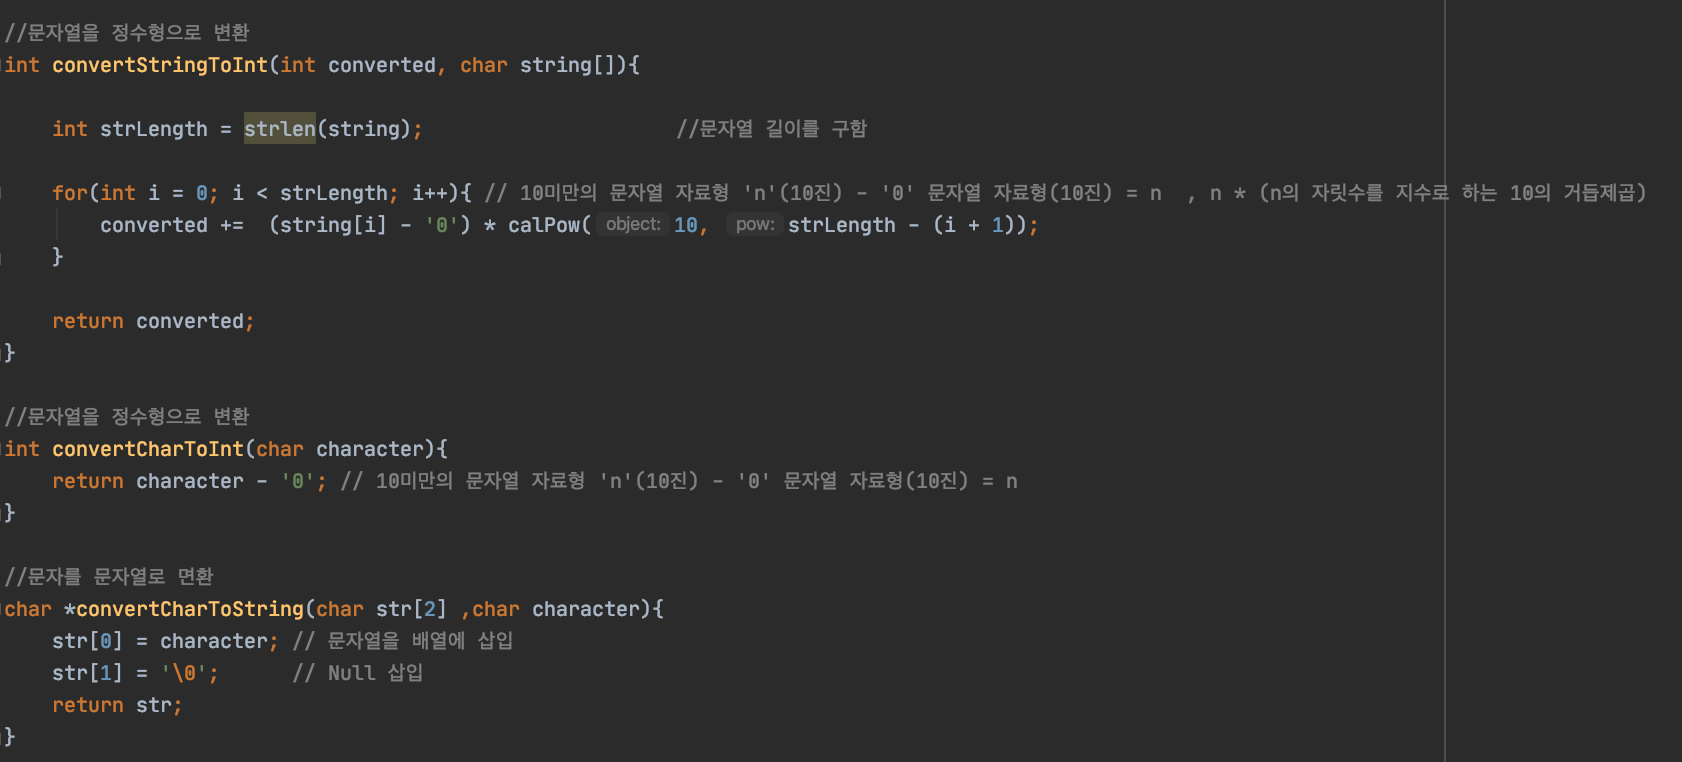 //문자열을 정수형으로 변환
int convertStringToInt(int converted, char string[]){
int strLength = strlen(string); //문자열 길이를 구함
for(int i = 0; i < strLength; i++){ // 10미만의 문자열 자료형 'n'(10진) - '0' 문자열 자료형(10진) = n , n * (n의 자릿수를 지수로 하는 10의 거듭제곱)
converted += (string[i] - '0') * calPow( object: 10, pow: strLength - (i + 1));
}
return converted;
}
//문자열을 정수형으로 변환
int convertCharToInt(char character){
return character - '0'; // 10미만의 문자열 자료형 'n'(10진) - '0' 문자열 자료형(10진) = n
}
//문자를 문자열로 면환
char *convertCharToString(char str[2] ,char character){
str[0] = character; // 문자열을 배열에 삽입
str[1] = '\0'; // Null 삽입
return str;
}